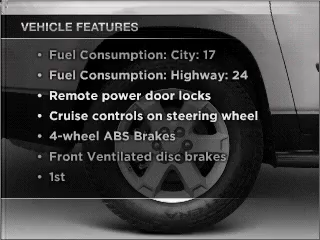 VEHICLE FEATURES
• Fuel Consumption: City: 17
• Fuel Consumption: Highway: 24
• Remote power door locks
• Cruise controls on steering wheel
• 4-wheel ABS Brakes
• Front Ventilated disc brakes
• 1st